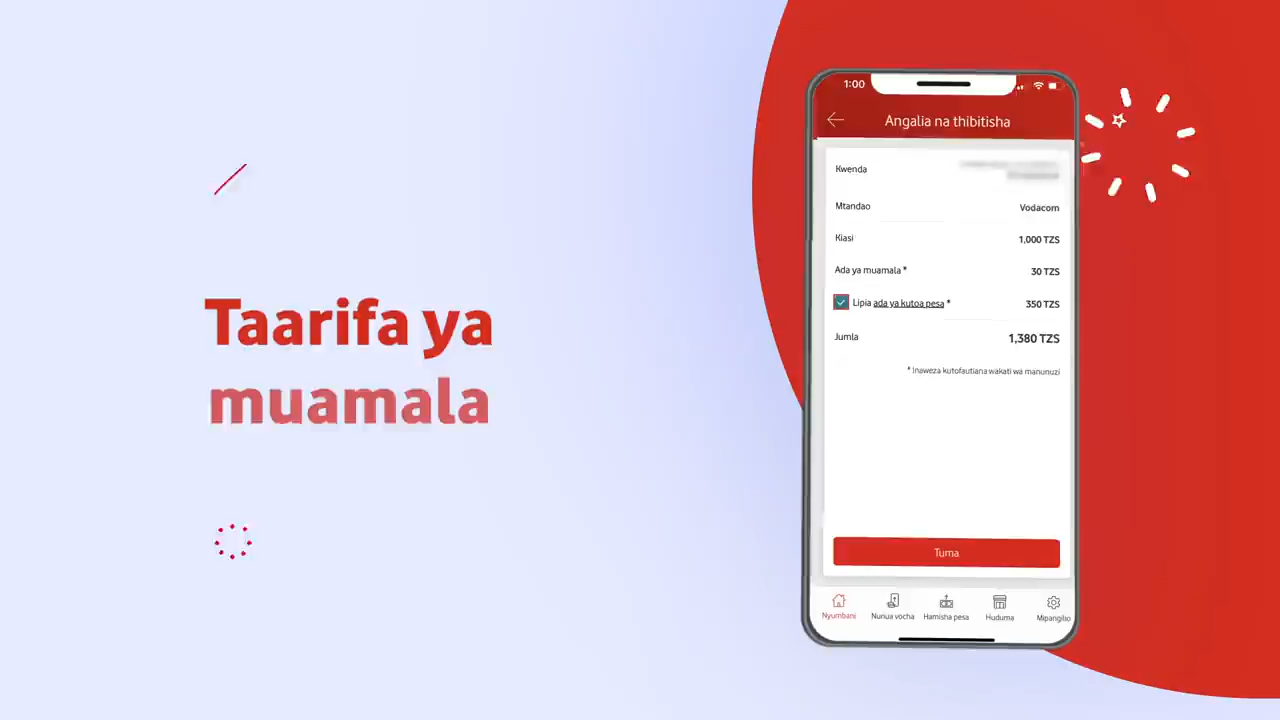 Taarifa ya
muamala
1:00
Angalia na thibitisha
Kwenda
Mtandao Vodacom
Kiasi 1,000 TZS
Ada ya muamala * 30 TZS
Lipia ada ya kutoa pesa * 350 TZS
Jumla 1,380 TZS
* Inaweza kutofautiana wakati wa manunuzi
Tuma
Nyumbani Nunua vocha Hamisha pesa Huduma Mipangilio